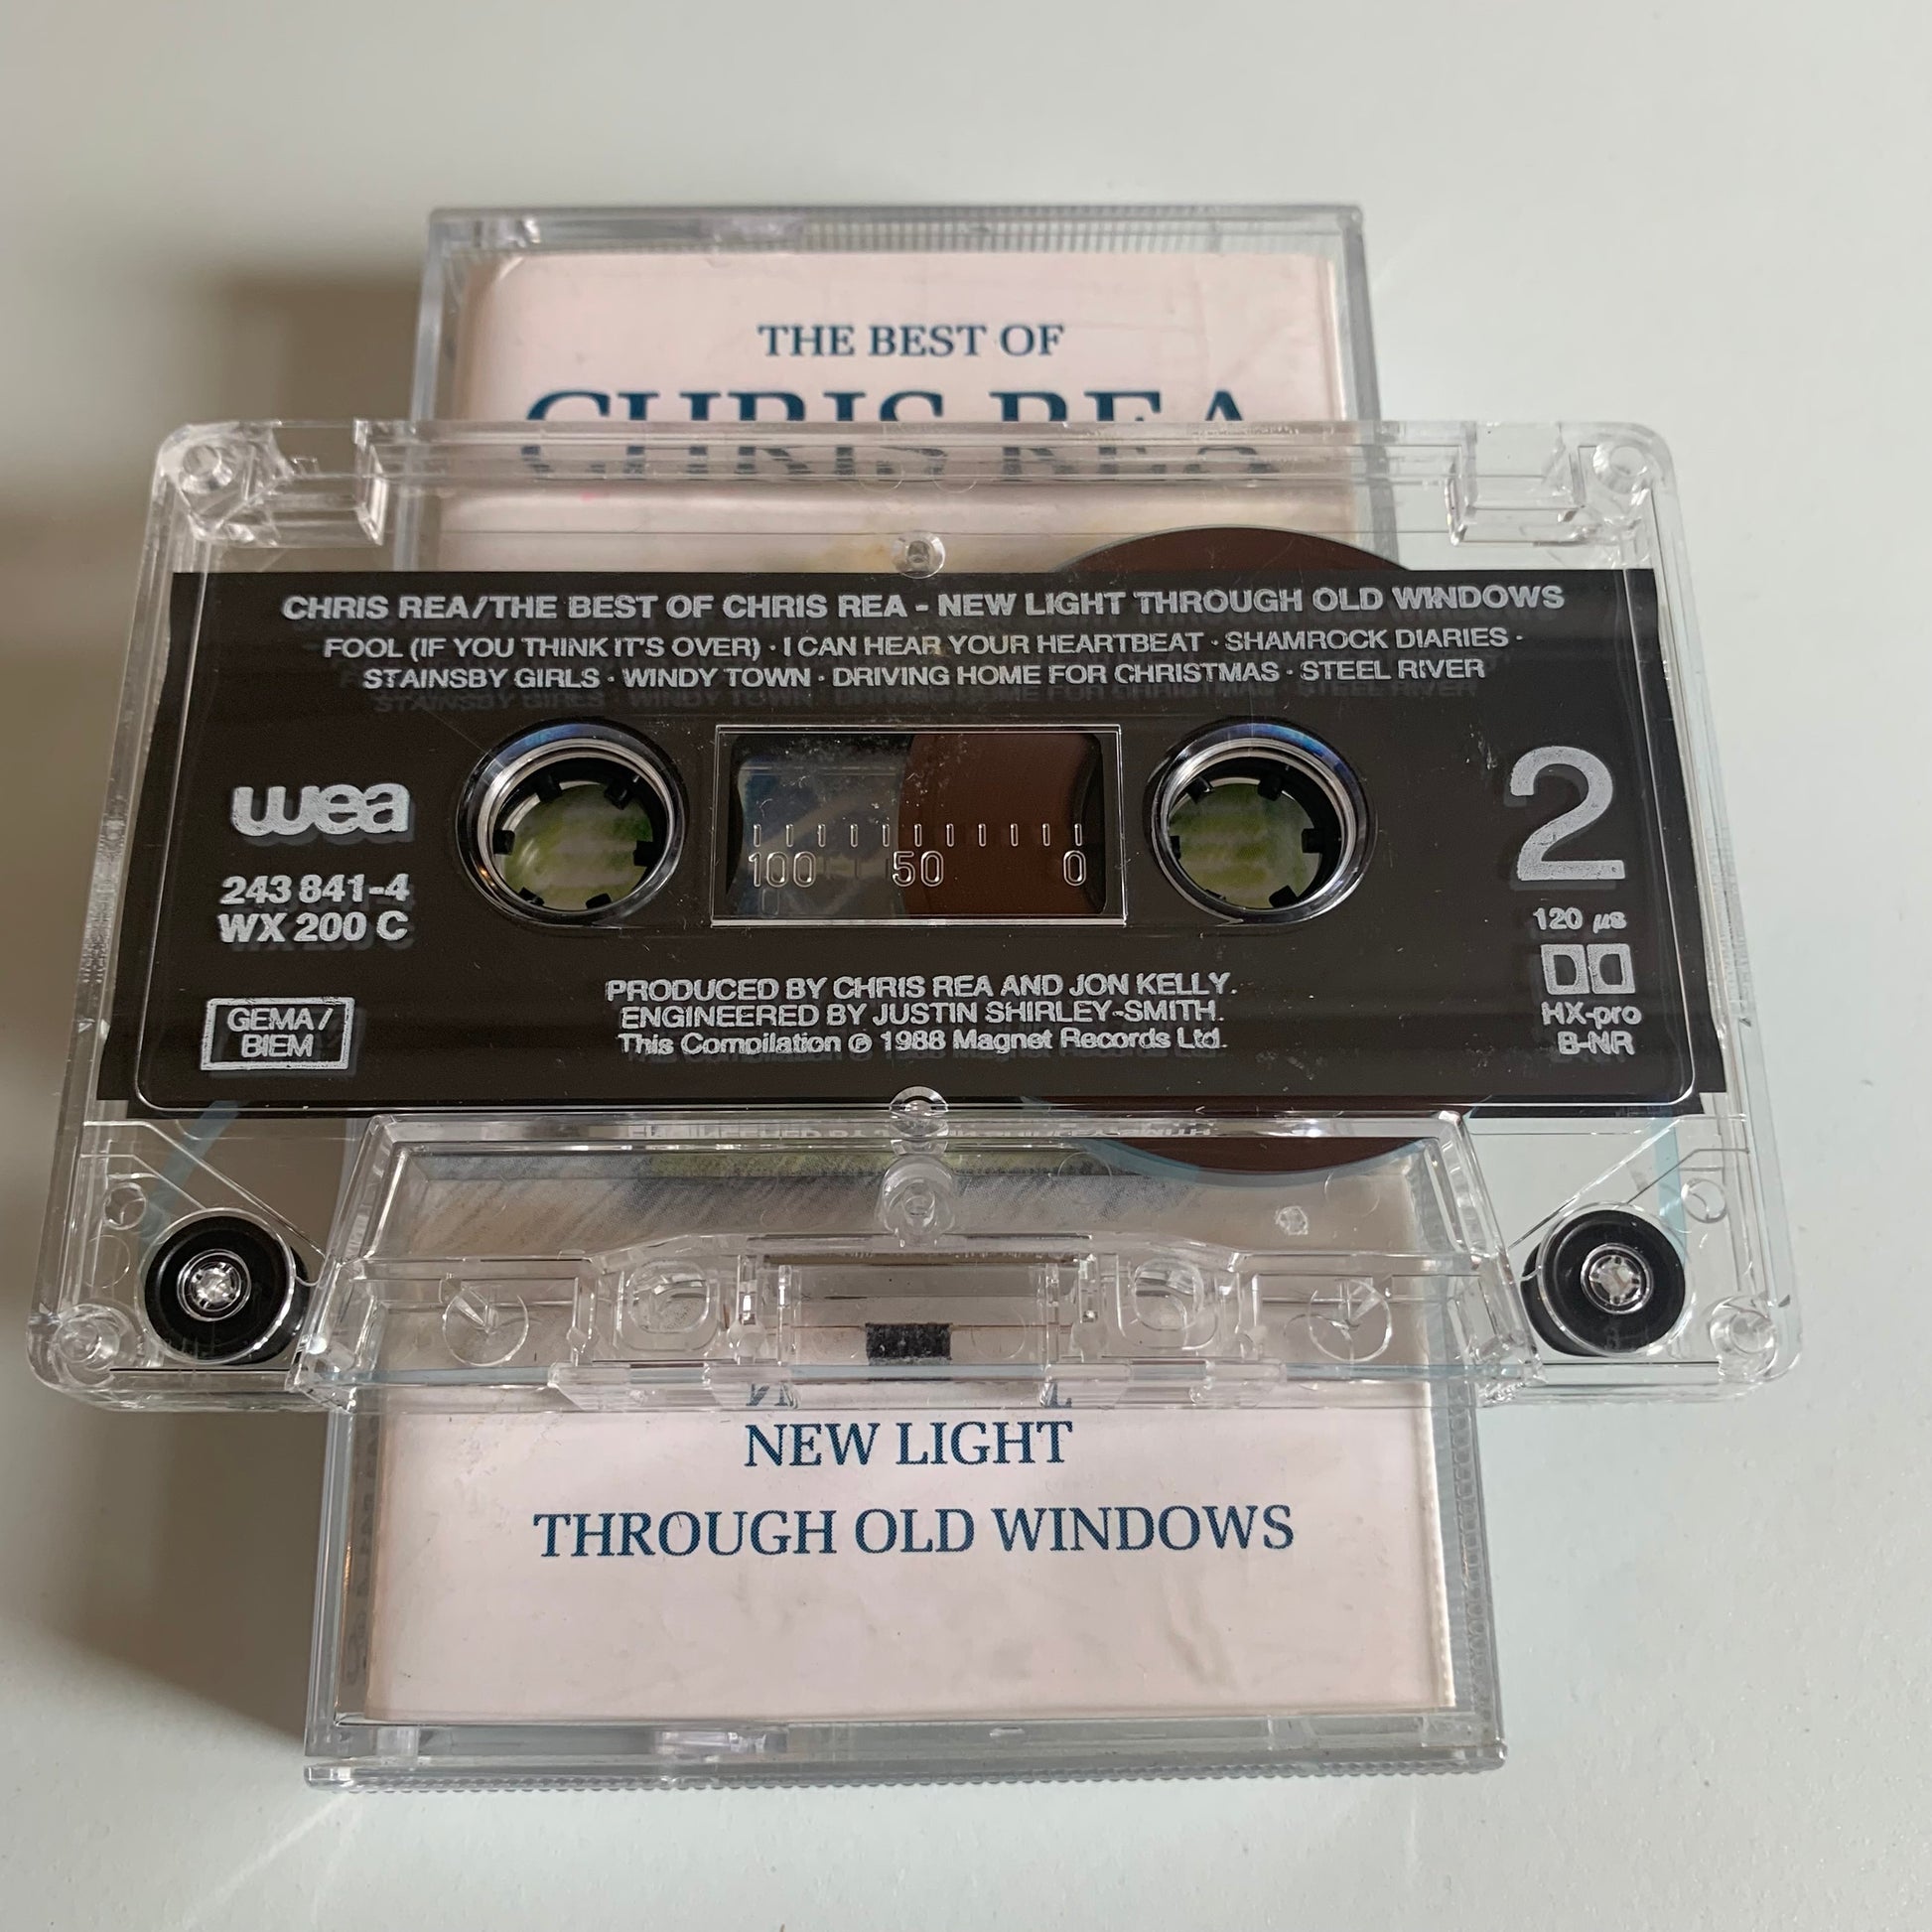 THE BEST OF
CHRIS REA
CHRIS REA/THE BEST OF CHRIS REA - NEW LIGHT THROUGH OLD WINDOWS
FOOL (IF YOU THINK IT'S OVER) · I CAN HEAR YOUR HEARTBEAT · SHAMROCK DIARIES ·
STAINSBY GIRLS · WINDY TOWN · DRIVING HOME FOR CHRISTMAS · STEEL RIVER
wea
243 841-4
WX 200 C
GEMA/
BIEM
100 50 0
2
120 µs
HX-pro
B-NR
PRODUCED BY CHRIS REA AND JON KELLY.
ENGINEERED BY JUSTIN SHIRLEY-SMITH.
This Compilation ℗ 1988 Magnet Records Ltd.
NEW LIGHT
THROUGH OLD WINDOWS